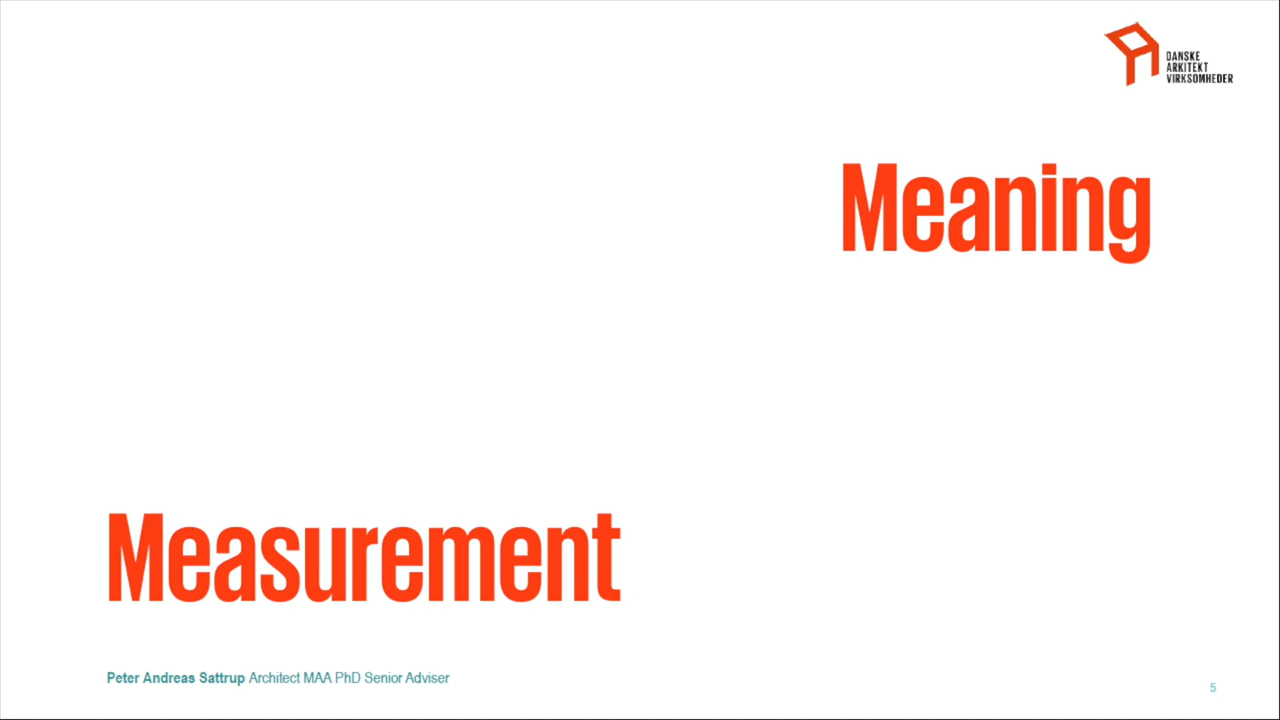 DANSKE
ARKITEKT
VIRKSOMHEDER
Meaning
Measurement
Peter Andreas Sattrup Architect MAA PhD Senior Adviser
5